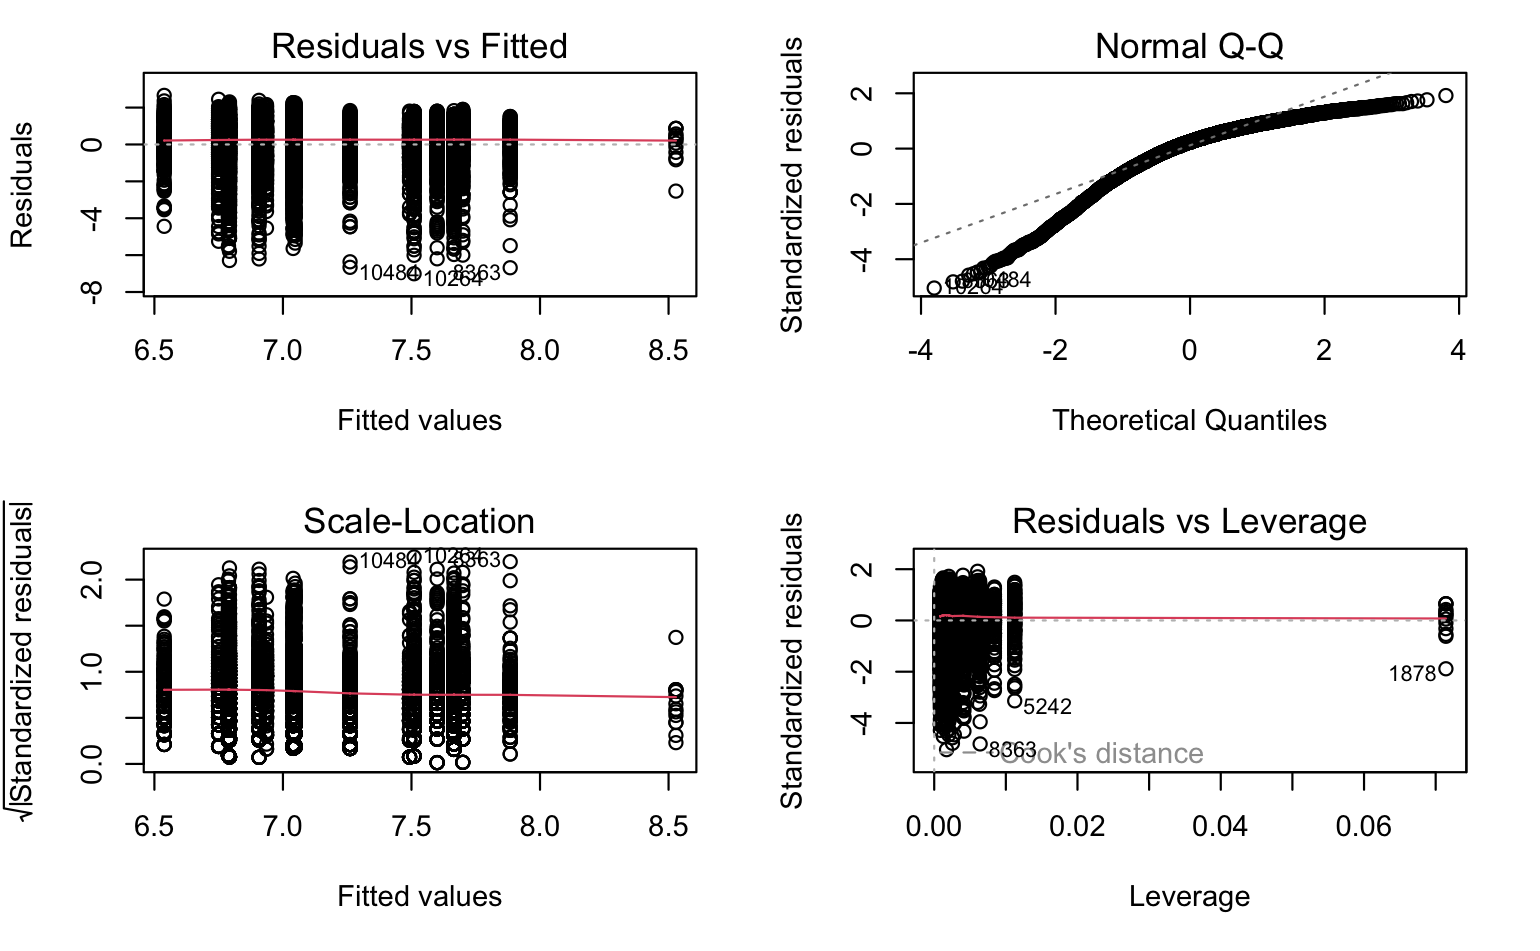 Residuals vs Fitted
Residuals
0
-4
-8
10484
10264
8363
6.5 7.0 7.5 8.0 8.5
Fitted values
Normal Q-Q
Standardized residuals
2
0
-2
-4
10264
8363
10484
-4 -2 0 2 4
Theoretical Quantiles
Scale-Location
√|Standardized residuals|
2.0
1.0
0.0
10484
10264
8363
6.5 7.0 7.5 8.0 8.5
Fitted values
Residuals vs Leverage
Standardized residuals
2
0
-2
-4
1878
5242
8363
Cook's distance
0.00 0.02 0.04 0.06
Leverage